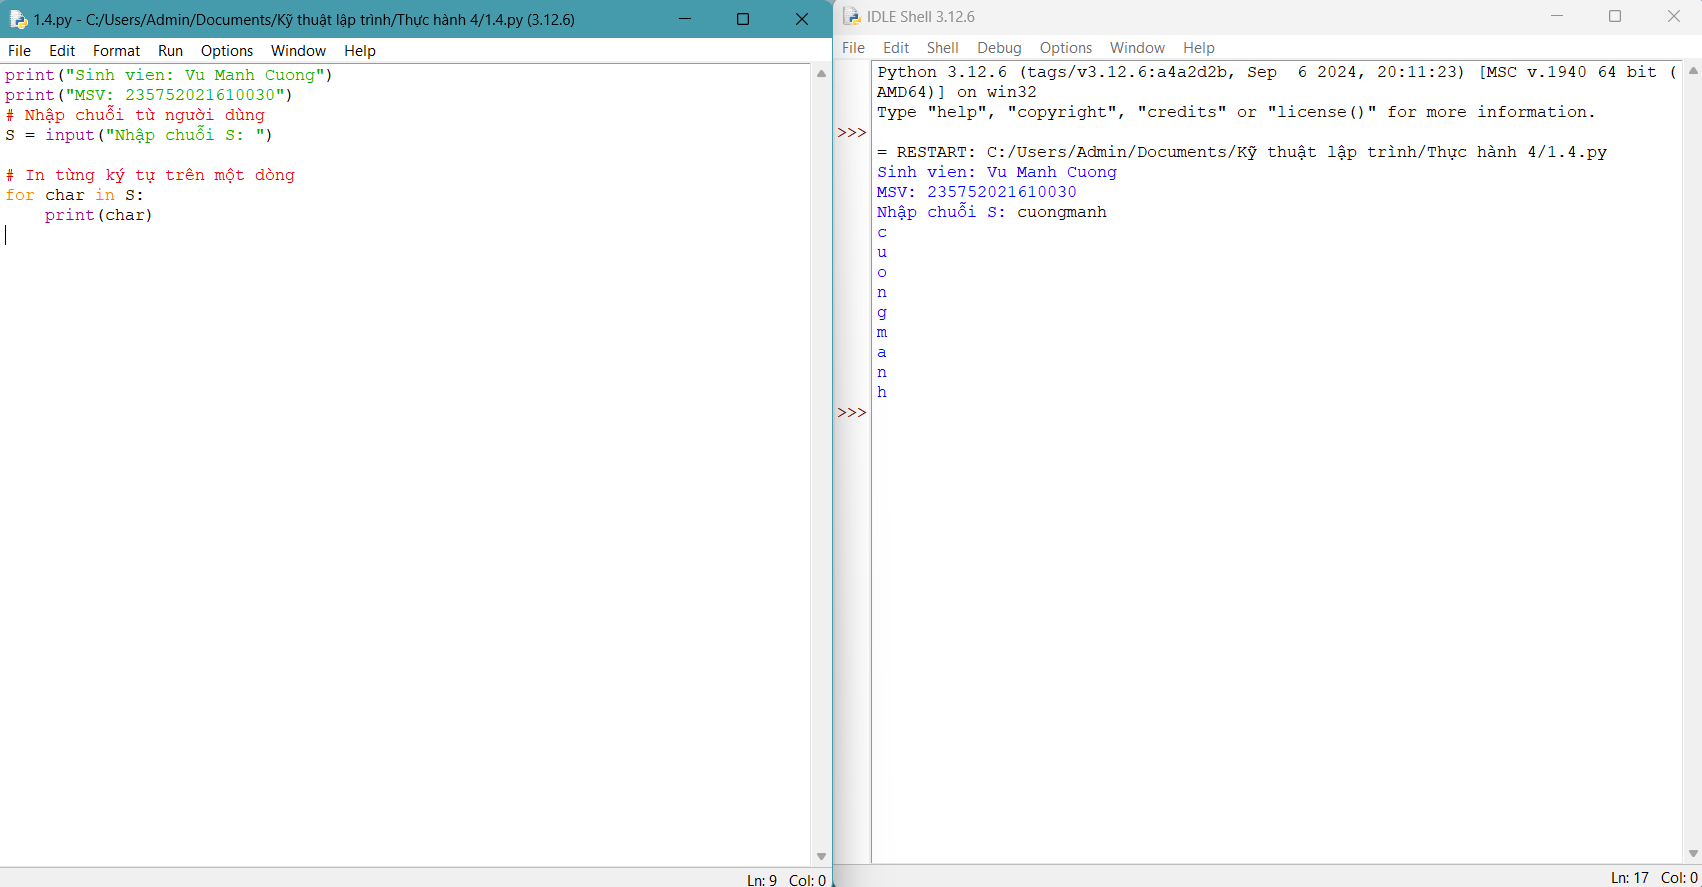 1.4.py - C:/Users/Admin/Documents/Kỹ thuật lập trình/Thực hành 4/1.4.py (3.12.6)
File Edit Format Run Options Window Help
print("Sinh vien: Vu Manh Cuong")
print("MSV: 235752021610030")
# Nhập chuỗi từ người dùng
S = input("Nhập chuỗi S: ")
# In từng ký tự trên một dòng
for char in S:
    print(char)
Ln: 9 Col: 0
IDLE Shell 3.12.6
File Edit Shell Debug Options Window Help
Python 3.12.6 (tags/v3.12.6:a4a2d2b, Sep  6 2024, 20:11:23) [MSC v.1940 64 bit (
AMD64)] on win32
Type "help", "copyright", "credits" or "license()" for more information.
>>>
= RESTART: C:/Users/Admin/Documents/Kỹ thuật lập trình/Thực hành 4/1.4.py
Sinh vien: Vu Manh Cuong
MSV: 235752021610030
Nhập chuỗi S: cuongmanh
c
u
o
n
g
m
a
n
h
>>>
Ln: 17 Col: 0